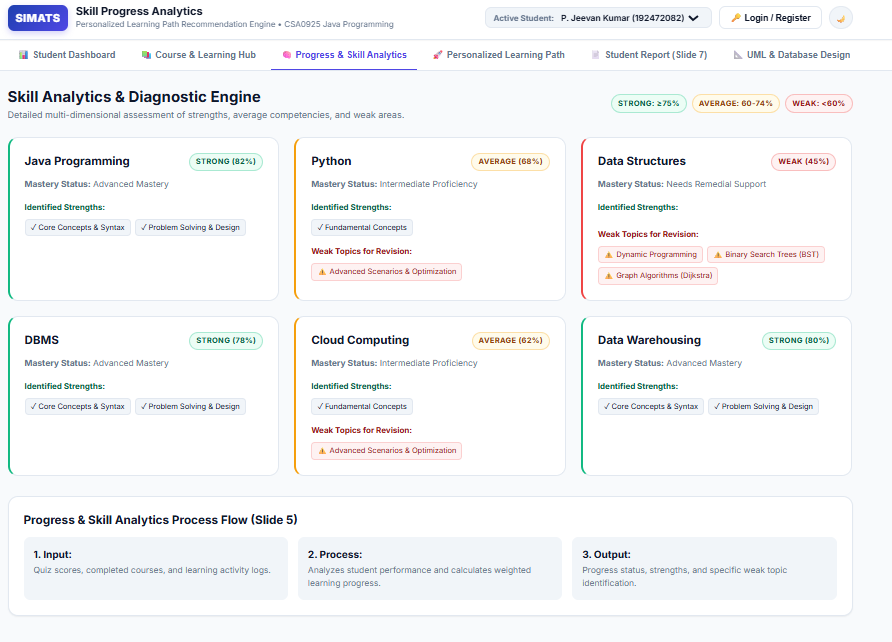 SIMATS
Skill Progress Analytics
Personalized Learning Path Recommendation Engine • CSA0925 Java Programming
Active Student: P. Jeevan Kumar (192472082)
Login / Register
Student Dashboard
Course & Learning Hub
Progress & Skill Analytics
Personalized Learning Path
Student Report (Slide 7)
UML & Database Design
Skill Analytics & Diagnostic Engine
Detailed multi-dimensional assessment of strengths, average competencies, and weak areas.
STRONG: ≥75%
AVERAGE: 60-74%
WEAK: <60%
Java Programming
STRONG (82%)
Mastery Status: Advanced Mastery
Identified Strengths:
✓ Core Concepts & Syntax
✓ Problem Solving & Design
Python
AVERAGE (68%)
Mastery Status: Intermediate Proficiency
Identified Strengths:
✓ Fundamental Concepts
Weak Topics for Revision:
⚠ Advanced Scenarios & Optimization
Data Structures
WEAK (45%)
Mastery Status: Needs Remedial Support
Identified Strengths:
Weak Topics for Revision:
⚠ Dynamic Programming
⚠ Binary Search Trees (BST)
⚠ Graph Algorithms (Dijkstra)
DBMS
STRONG (78%)
Mastery Status: Advanced Mastery
Identified Strengths:
✓ Core Concepts & Syntax
✓ Problem Solving & Design
Cloud Computing
AVERAGE (62%)
Mastery Status: Intermediate Proficiency
Identified Strengths:
✓ Fundamental Concepts
Weak Topics for Revision:
⚠ Advanced Scenarios & Optimization
Data Warehousing
STRONG (80%)
Mastery Status: Advanced Mastery
Identified Strengths:
✓ Core Concepts & Syntax
✓ Problem Solving & Design
Progress & Skill Analytics Process Flow (Slide 5)
1. Input:
Quiz scores, completed courses, and learning activity logs.
2. Process:
Analyzes student performance and calculates weighted
learning progress.
3. Output:
Progress status, strengths, and specific weak topic
identification.